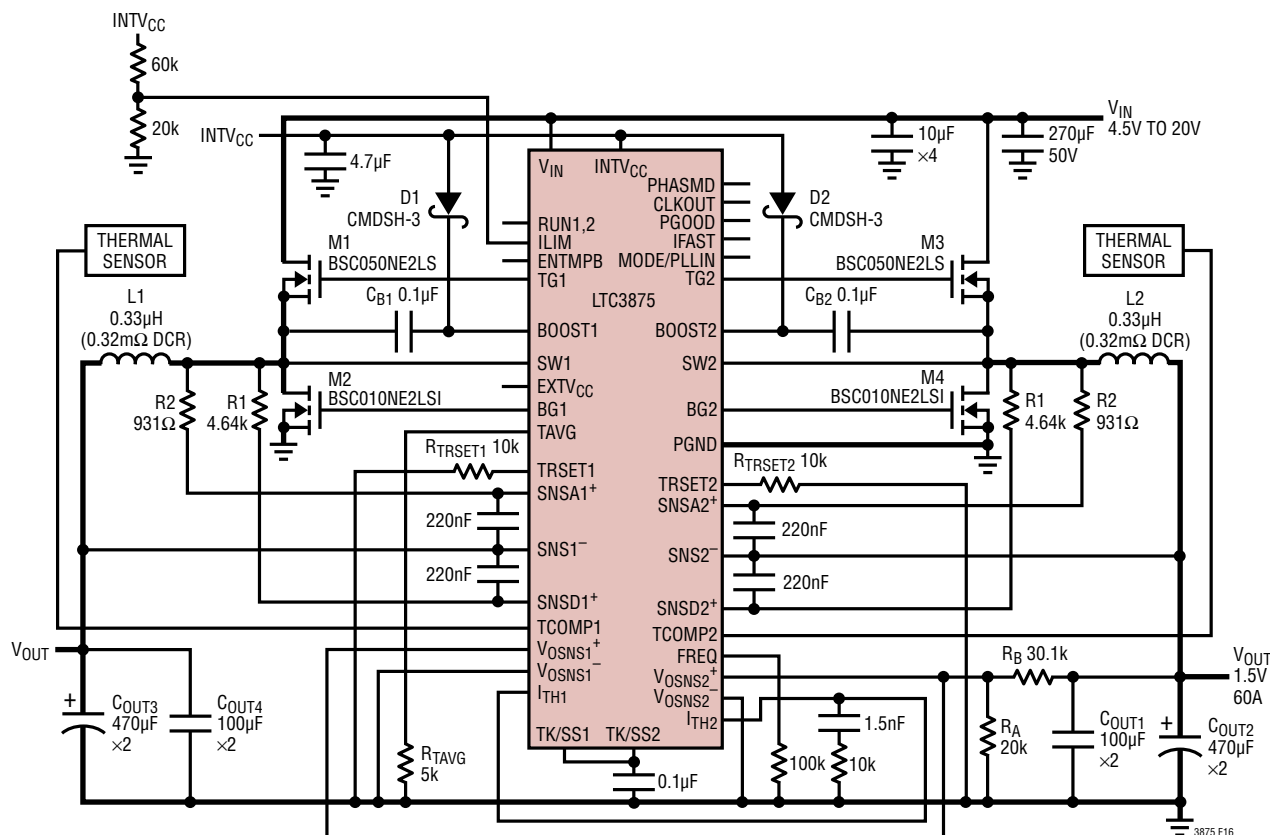 INTVCC
60k
20k
INTVCC
4.7µF
D1
CMDSH-3
VIN
INTVCC
PHASMD
CLKOUT
PGOOD
IFAST
MODE/PLLIN
TG2
RUN1,2
ILIM
ENTMPB
TG1
LTC3875
BOOST1
BOOST2
SW1
SW2
EXTVCC
BG1
BG2
TAVG
PGND
TRSET1
TRSET2
SNSA1+
SNSA2+
SNS1–
SNS2–
SNSD1+
SNSD2+
TCOMP1
TCOMP2
VOSNS1+
FREQ
VOSNS1–
VOSNS2+
VOSNS2–
ITH1
ITH2
TK/SS1
TK/SS2
10µF
×4
270µF
50V
VIN
4.5V TO 20V
D2
CMDSH-3
THERMAL
SENSOR
M1
BSC050NE2LS
M3
BSC050NE2LS
THERMAL
SENSOR
L1
0.33µH
(0.32mΩ DCR)
CB1 0.1µF
CB2 0.1µF
L2
0.33µH
(0.32mΩ DCR)
R2
931Ω
R1
4.64k
M2
BSC010NE2LSI
M4
BSC010NE2LSI
R1
4.64k
R2
931Ω
RTRSET1 10k
RTRSET2 10k
220nF
220nF
220nF
220nF
VOUT
COUT3
470µF
×2
COUT4
100µF
×2
RTAVG
5k
0.1µF
100k
10k
1.5nF
RB 30.1k
RA
20k
COUT1
100µF
×2
VOUT
1.5V
60A
COUT2
470µF
×2
3875 F16